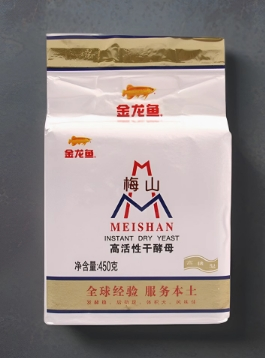 金龙鱼
金龙鱼
梅山
MEISHAN
INSTANT DRY YEAST
高活性干酵母
净含量:450克
全球经验 服务本土